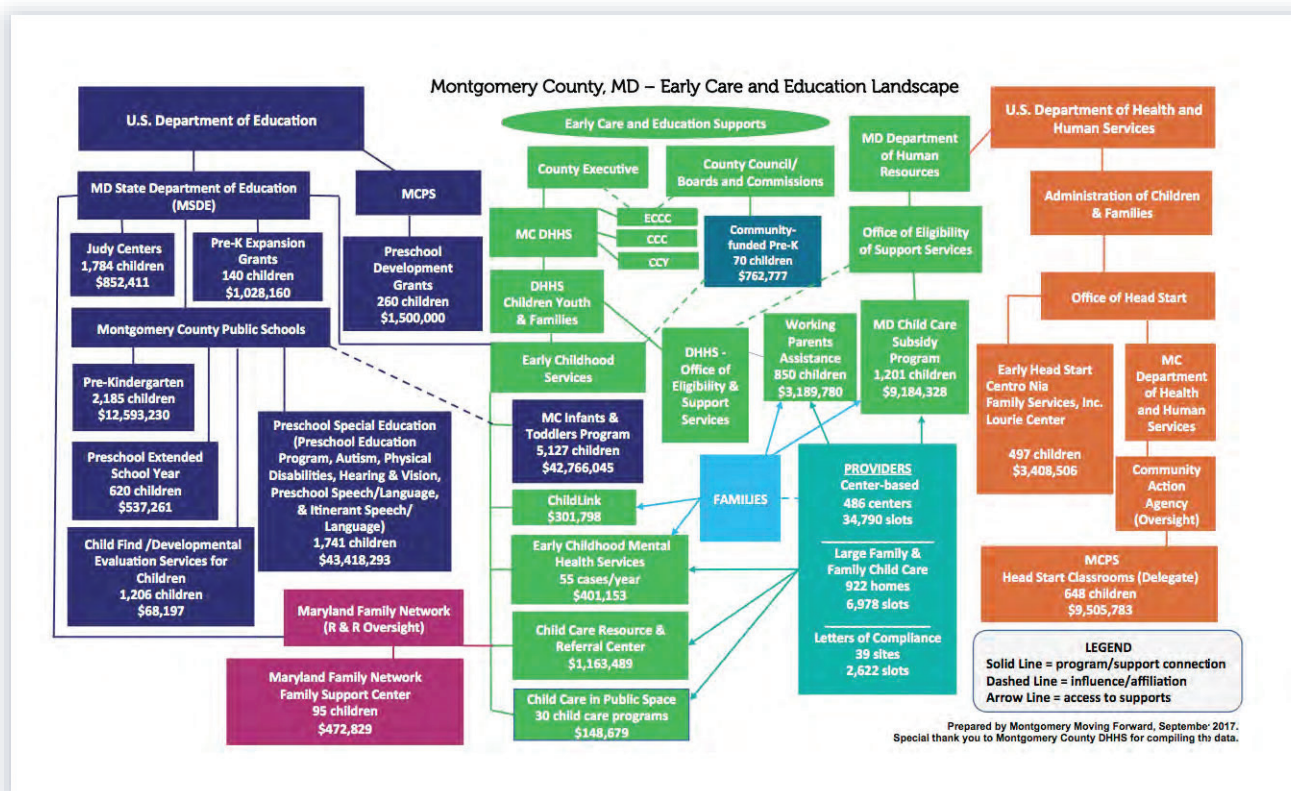 Montgomery County, MD – Early Care and Education Landscape
U.S. Department of Education
MD State Department of Education
(MSDE)
MCPS
Judy Centers
1,784 children
$852,411
Pre-K Expansion
Grants
140 children
$1,028,160
Preschool
Development
Grants
260 children
$1,500,000
Montgomery County Public Schools
Pre-Kindergarten
2,185 children
$12,593,230
Preschool Extended
School Year
620 children
$537,261
Child Find /Developmental
Evaluation Services for
Children
1,206 children
$68,197
Preschool Special Education
(Preschool Education
Program, Autism, Physical
Disabilities, Hearing & Vision,
Preschool Speech/Language,
& Itinerant Speech/
Language)
1,741 children
$43,418,293
Maryland Family Network
(R & R Oversight)
Maryland Family Network
Family Support Center
95 children
$472,829
Early Care and Education Supports
County Executive
County Council/
Boards and Commissions
MC DHHS
ECCC
CCC
CCY
Community-
funded Pre-K
70 children
$762,777
DHHS
Children Youth
& Families
Early Childhood
Services
DHHS -
Office of
Eligibility &
Support
Services
Working
Parents
Assistance
850 children
$3,189,780
MC Infants &
Toddlers Program
5,127 children
$42,766,045
ChildLink
$301,798
Early Childhood Mental
Health Services
55 cases/year
$401,153
Child Care Resource &
Referral Center
$1,163,489
Child Care in Public Space
30 child care programs
$148,679
FAMILIES
MD Department
of Human
Resources
Office of Eligibility
of Support Services
MD Child Care
Subsidy
Program
1,201 children
$9,184,328
PROVIDERS
Center-based
486 centers
34,790 slots
Large Family &
Family Child Care
922 homes
6,978 slots
Letters of Compliance
39 sites
2,622 slots
U.S. Department of Health and
Human Services
Administration of Children
& Families
Office of Head Start
Early Head Start
Centro Nia
Family Services, Inc.
Lourie Center
497 children
$3,408,506
MC
Department
of Health
and Human
Services
Community
Action
Agency
(Oversight)
MCPS
Head Start Classrooms (Delegate)
648 children
$9,505,783
LEGEND
Solid Line = program/support connection
Dashed Line = influence/affiliation
Arrow Line = access to supports
Prepared by Montgomery Moving Forward, September 2017.
Special thank you to Montgomery County DHHS for compiling the data.